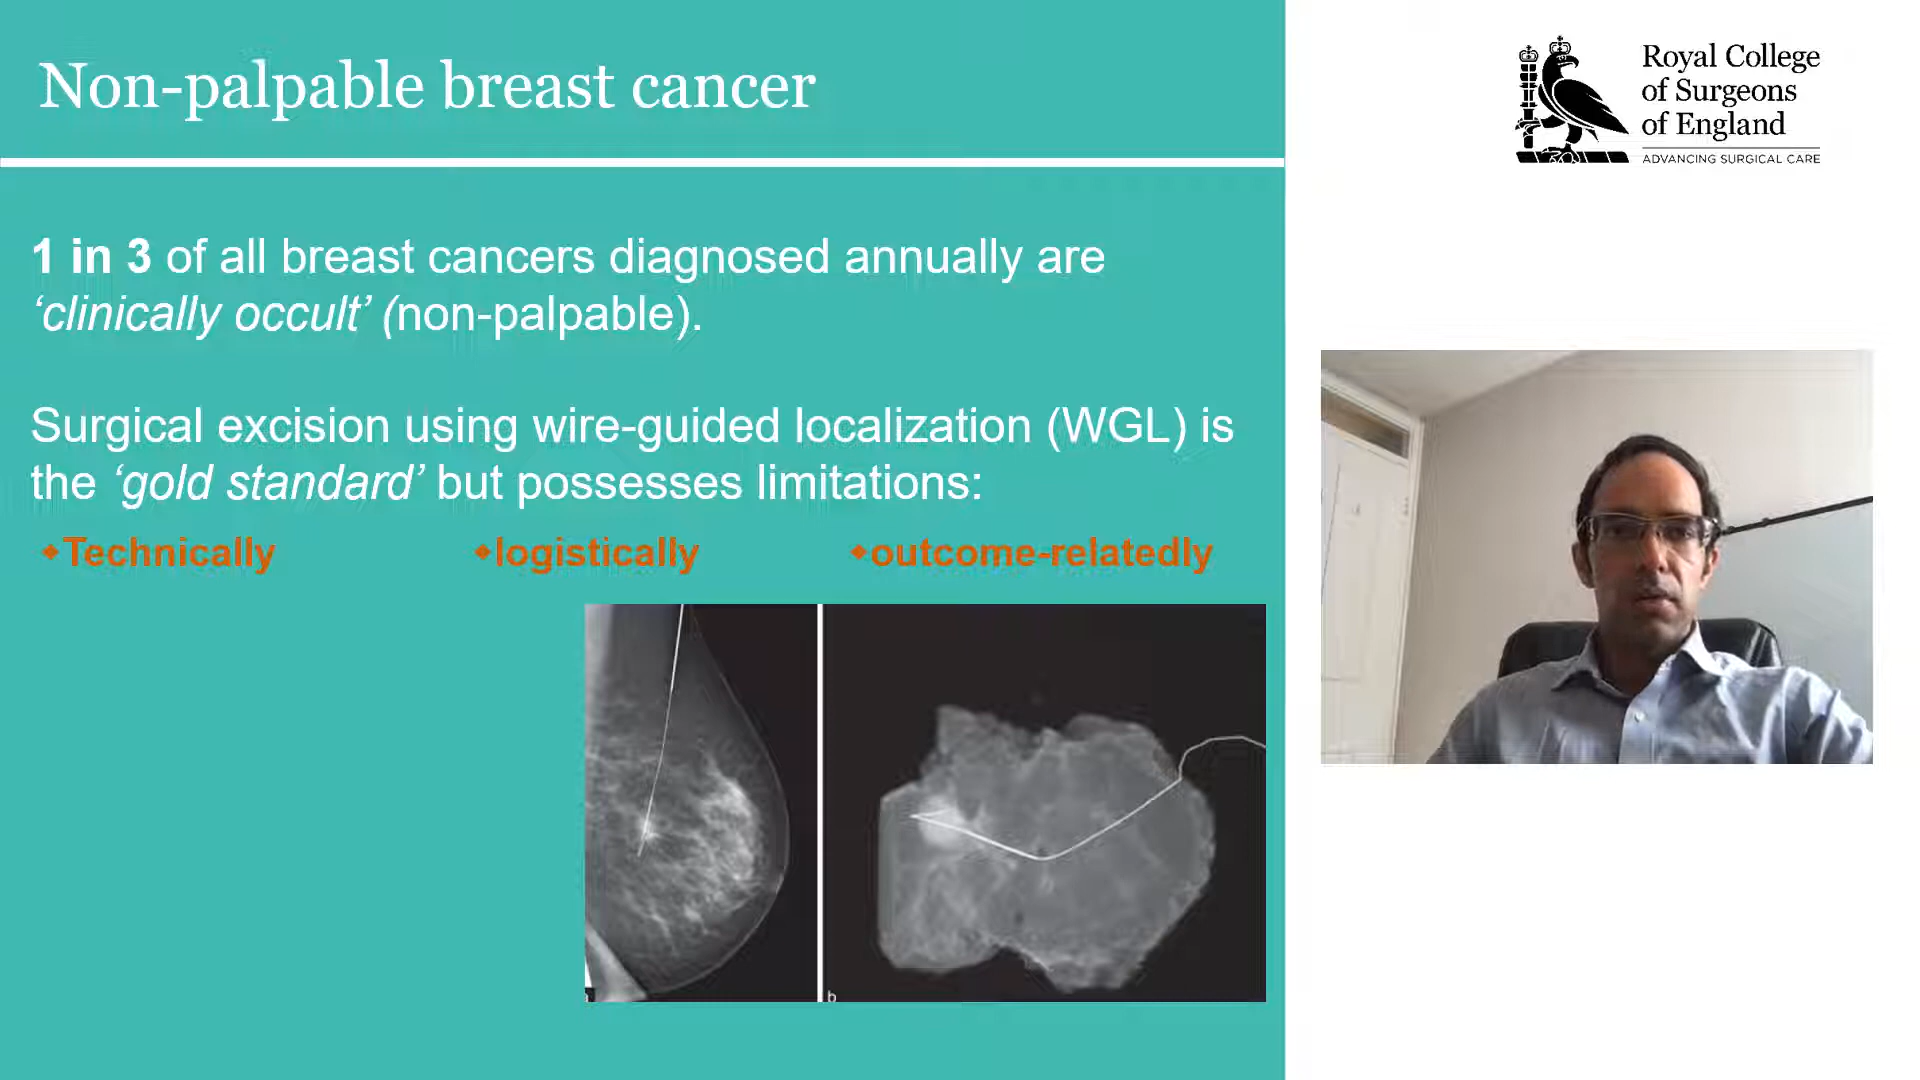 Non-palpable breast cancer
Royal College
of Surgeons
of England
ADVANCING SURGICAL CARE
1 in 3 of all breast cancers diagnosed annually are
‘clinically occult’ (non-palpable).
Surgical excision using wire-guided localization (WGL) is
the ‘gold standard’ but possesses limitations:
❖Technically ❖logistically ❖outcome-relatedly
b